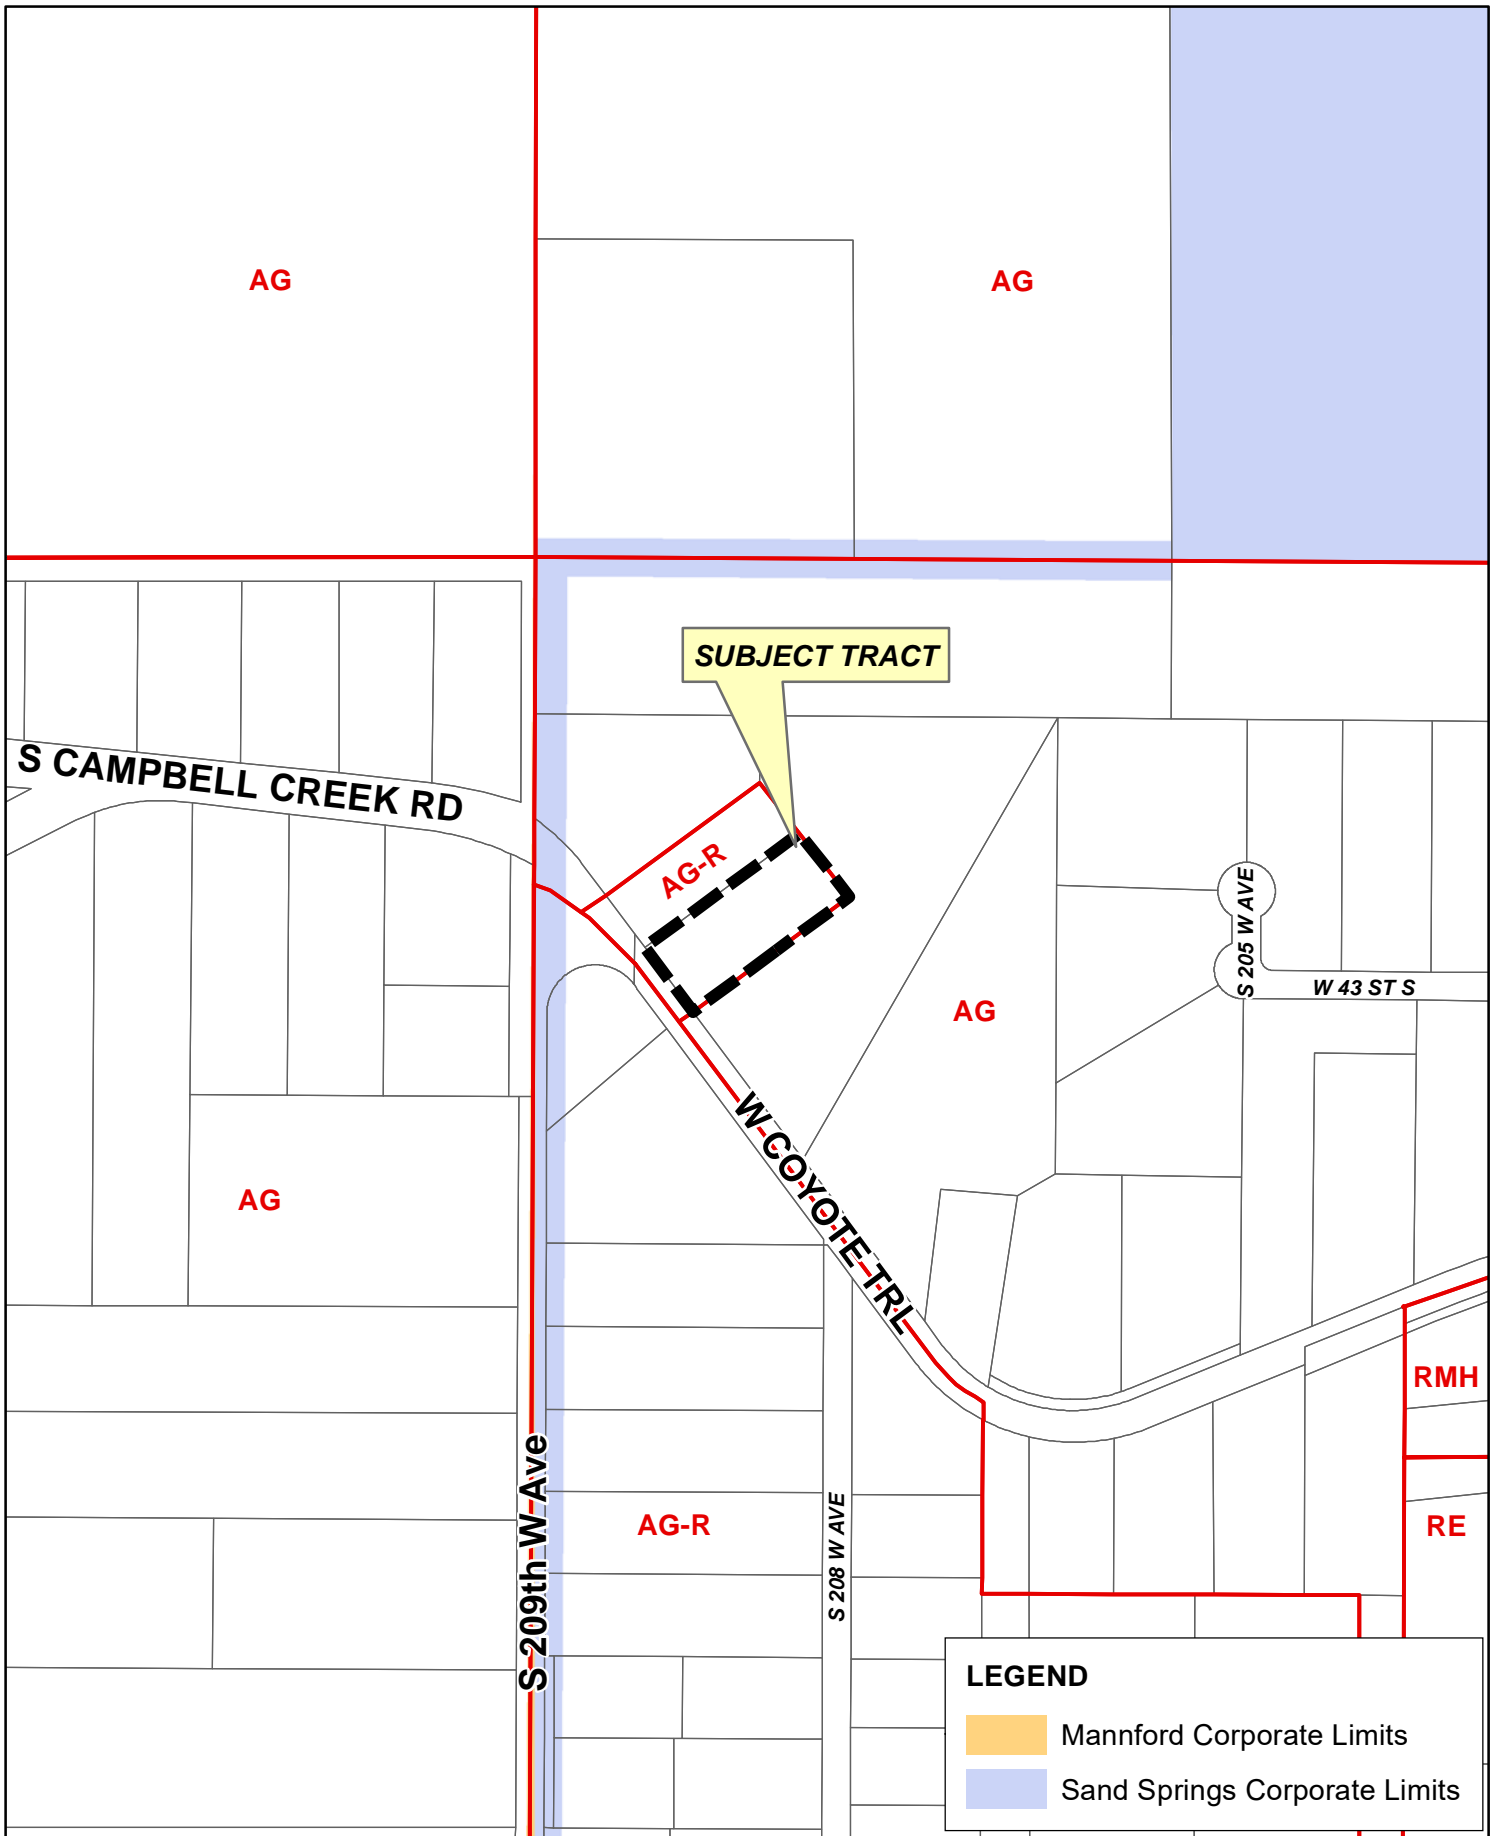 AG
AG
SUBJECT TRACT
S CAMPBELL CREEK RD
AG-R
S 205 W AVE
W 43 ST S
AG
W COYOTE TRL
AG
RMH
S 209th W Ave
AG-R
S 208 W AVE
RE
LEGEND
Mannford Corporate Limits
Sand Springs Corporate Limits